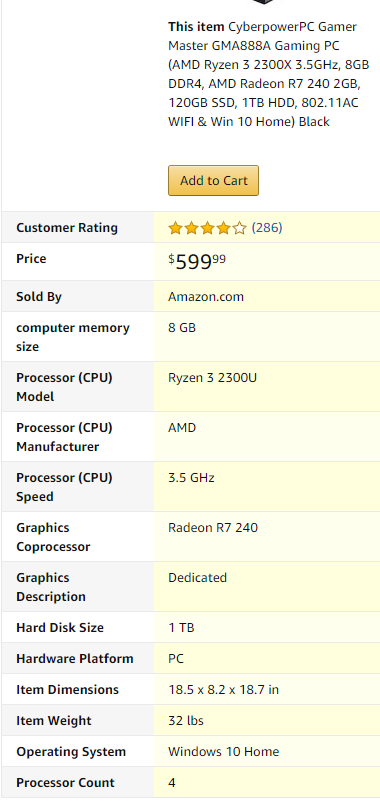 This item CyberpowerPC Gamer
Master GMA888A Gaming PC
(AMD Ryzen 3 2300X 3.5GHz, 8GB
DDR4, AMD Radeon R7 240 2GB,
120GB SSD, 1TB HDD, 802.11AC
WIFI & Win 10 Home) Black
Add to Cart
Customer Rating (286)
Price $59999
Sold By Amazon.com
computer memory
size 8 GB
Processor (CPU)
Model Ryzen 3 2300U
Processor (CPU)
Manufacturer AMD
Processor (CPU)
Speed 3.5 GHz
Graphics
Coprocessor Radeon R7 240
Graphics
Description Dedicated
Hard Disk Size 1 TB
Hardware Platform PC
Item Dimensions 18.5 x 8.2 x 18.7 in
Item Weight 32 lbs
Operating System Windows 10 Home
Processor Count 4